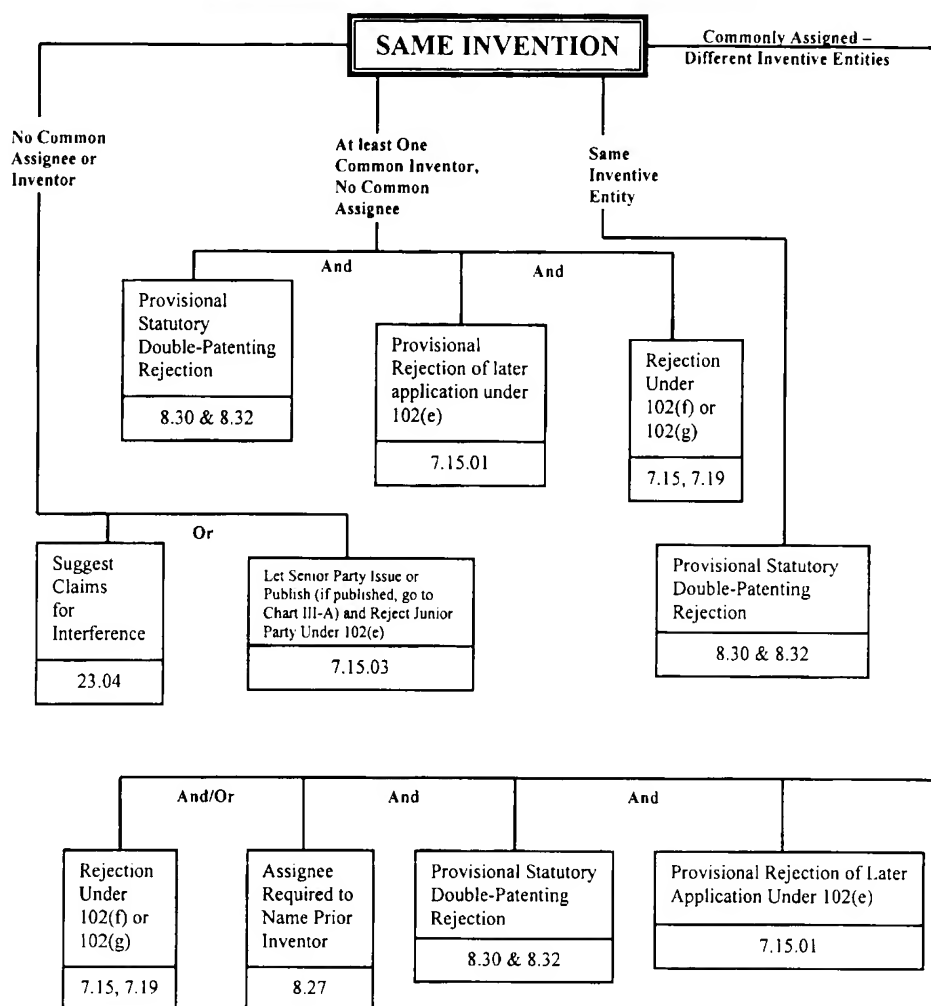 SAME INVENTION
Commonly Assigned –
Different Inventive Entities
No Common
Assignee or
Inventor
At least One
Common Inventor,
No Common
Assignee
Same
Inventive
Entity
And
And
Provisional
Statutory
Double-Patenting
Rejection
8.30 & 8.32
Provisional
Rejection of later
application under
102(e)
7.15.01
Rejection
Under
102(f) or
102(g)
7.15, 7.19
Or
Suggest
Claims
for
Interference
23.04
Let Senior Party Issue or
Publish (if published, go to
Chart III-A) and Reject Junior
Party Under 102(e)
7.15.03
Provisional Statutory
Double-Patenting
Rejection
8.30 & 8.32
And/Or
And
And
Rejection
Under
102(f) or
102(g)
7.15, 7.19
Assignee
Required to
Name Prior
Inventor
8.27
Provisional Statutory
Double-Patenting
Rejection
8.30 & 8.32
Provisional Rejection of Later
Application Under 102(e)
7.15.01